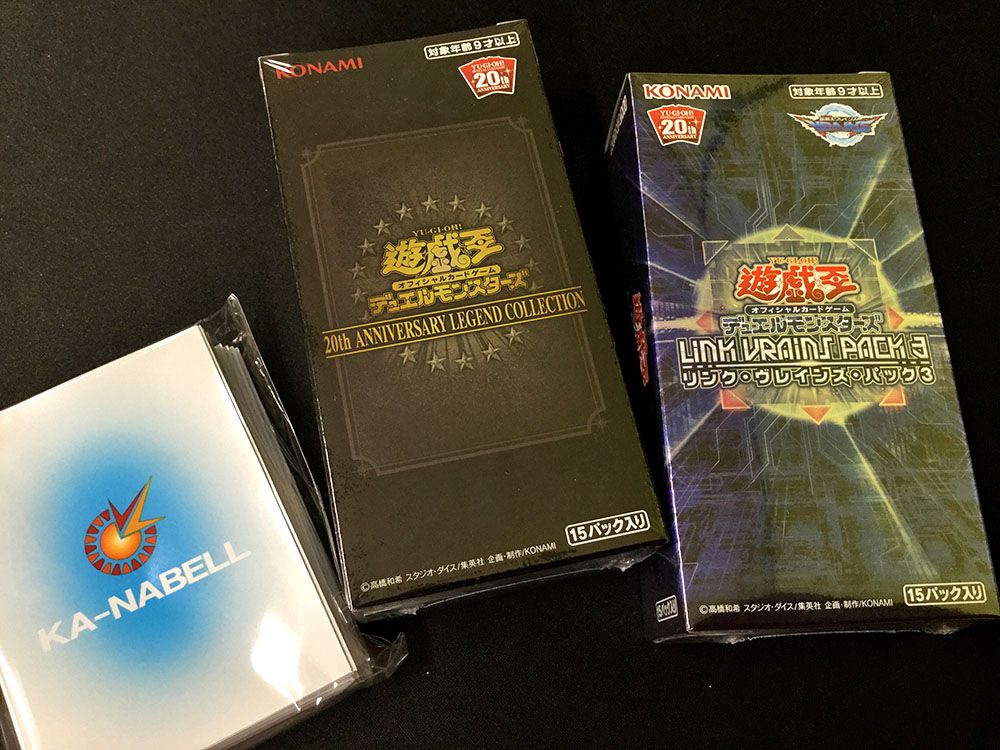 KA-NABELL
KONAMI
対象年齢9才以上
YU-GI-OH!
20th
ANNIVERSARY
YU-GI-OH!
遊戯王
オフィシャルカードゲーム
デュエルモンスターズ
20th ANNIVERSARY LEGEND COLLECTION
15パック入り
©高橋和希 スタジオ・ダイス/集英社 企画・制作/KONAMI
KONAMI
対象年齢9才以上
YU-GI-OH!
20th
ANNIVERSARY
YU-GI-OH!
遊戯王
オフィシャルカードゲーム
デュエルモンスターズ
LINK VRAINS PACK 3
リンク・ヴレインズ・パック3
15パック入り
©高橋和希 スタジオ・ダイス/集英社 企画・制作/KONAMI
15パック入り